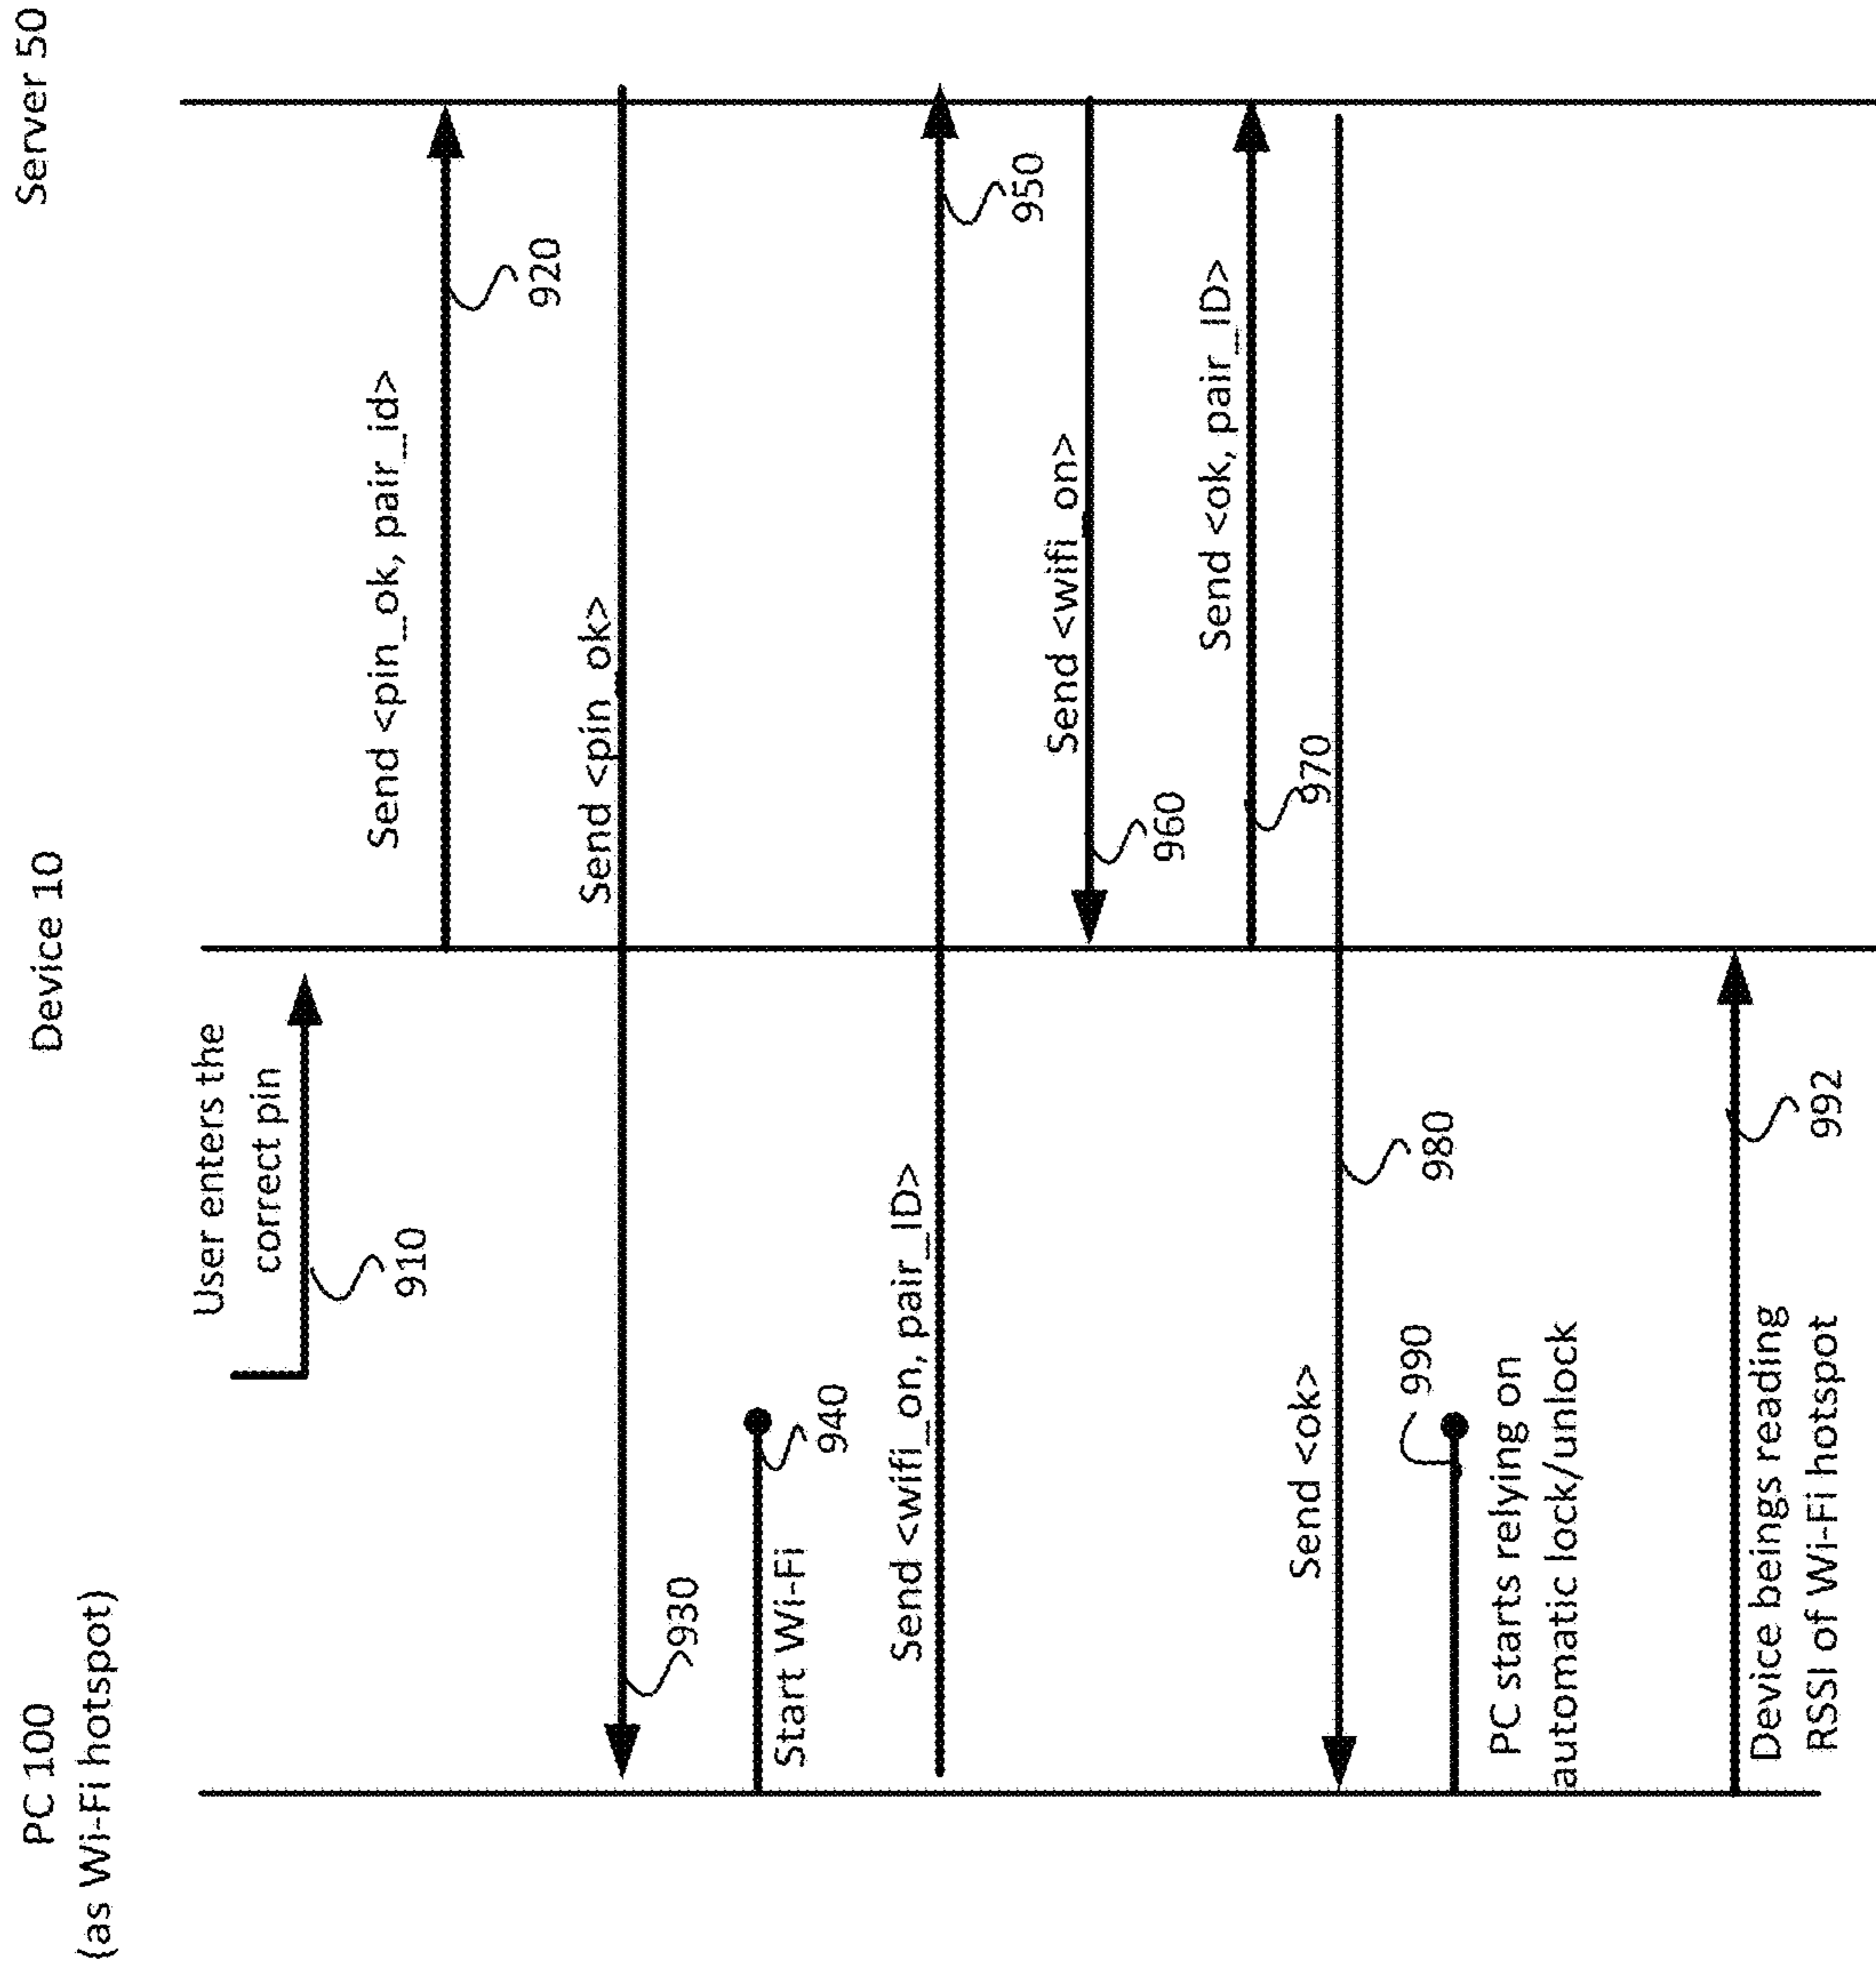 PC 100
(as Wi-Fi hotspot)
Device 10
Server 50
User enters the
correct pin
910
Send <pin_ok, pair_id>
920
Send <pin_ok>
930
Start Wi-Fi
940
Send <wifi_on, pair_ID>
950
Send <wifi_on>
960
Send <ok, pair_ID>
970
Send <ok>
980
990
PC starts relying on
automatic lock/unlock
992
Device beings reading
RSSI of Wi-Fi hotspot